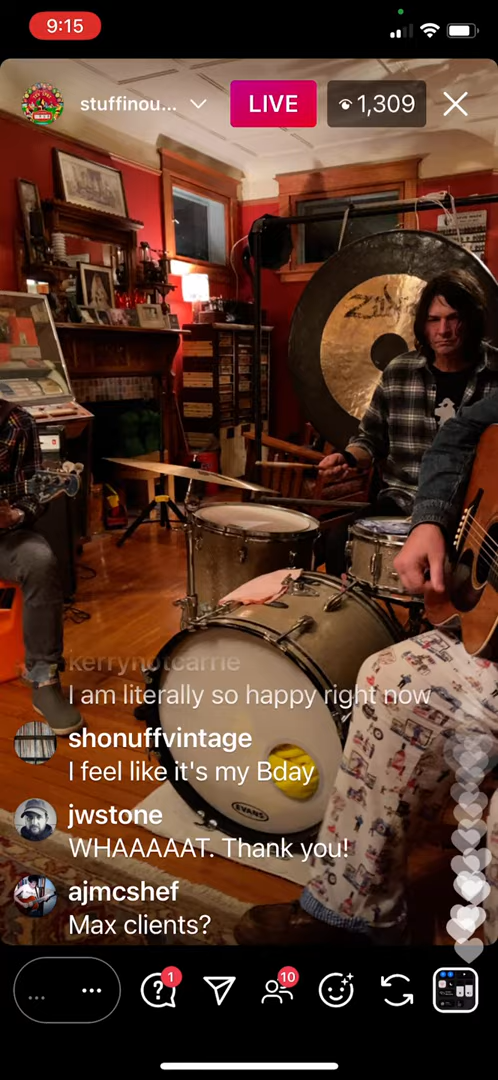 9:15
stuffinou...
LIVE
1,309
kerrynotcarrie
I am literally so happy right now
shonuffvintage
I feel like it's my Bday
jwstone
WHAAAAAT. Thank you!
ajmcshef
Max clients?
EVANS
1
10